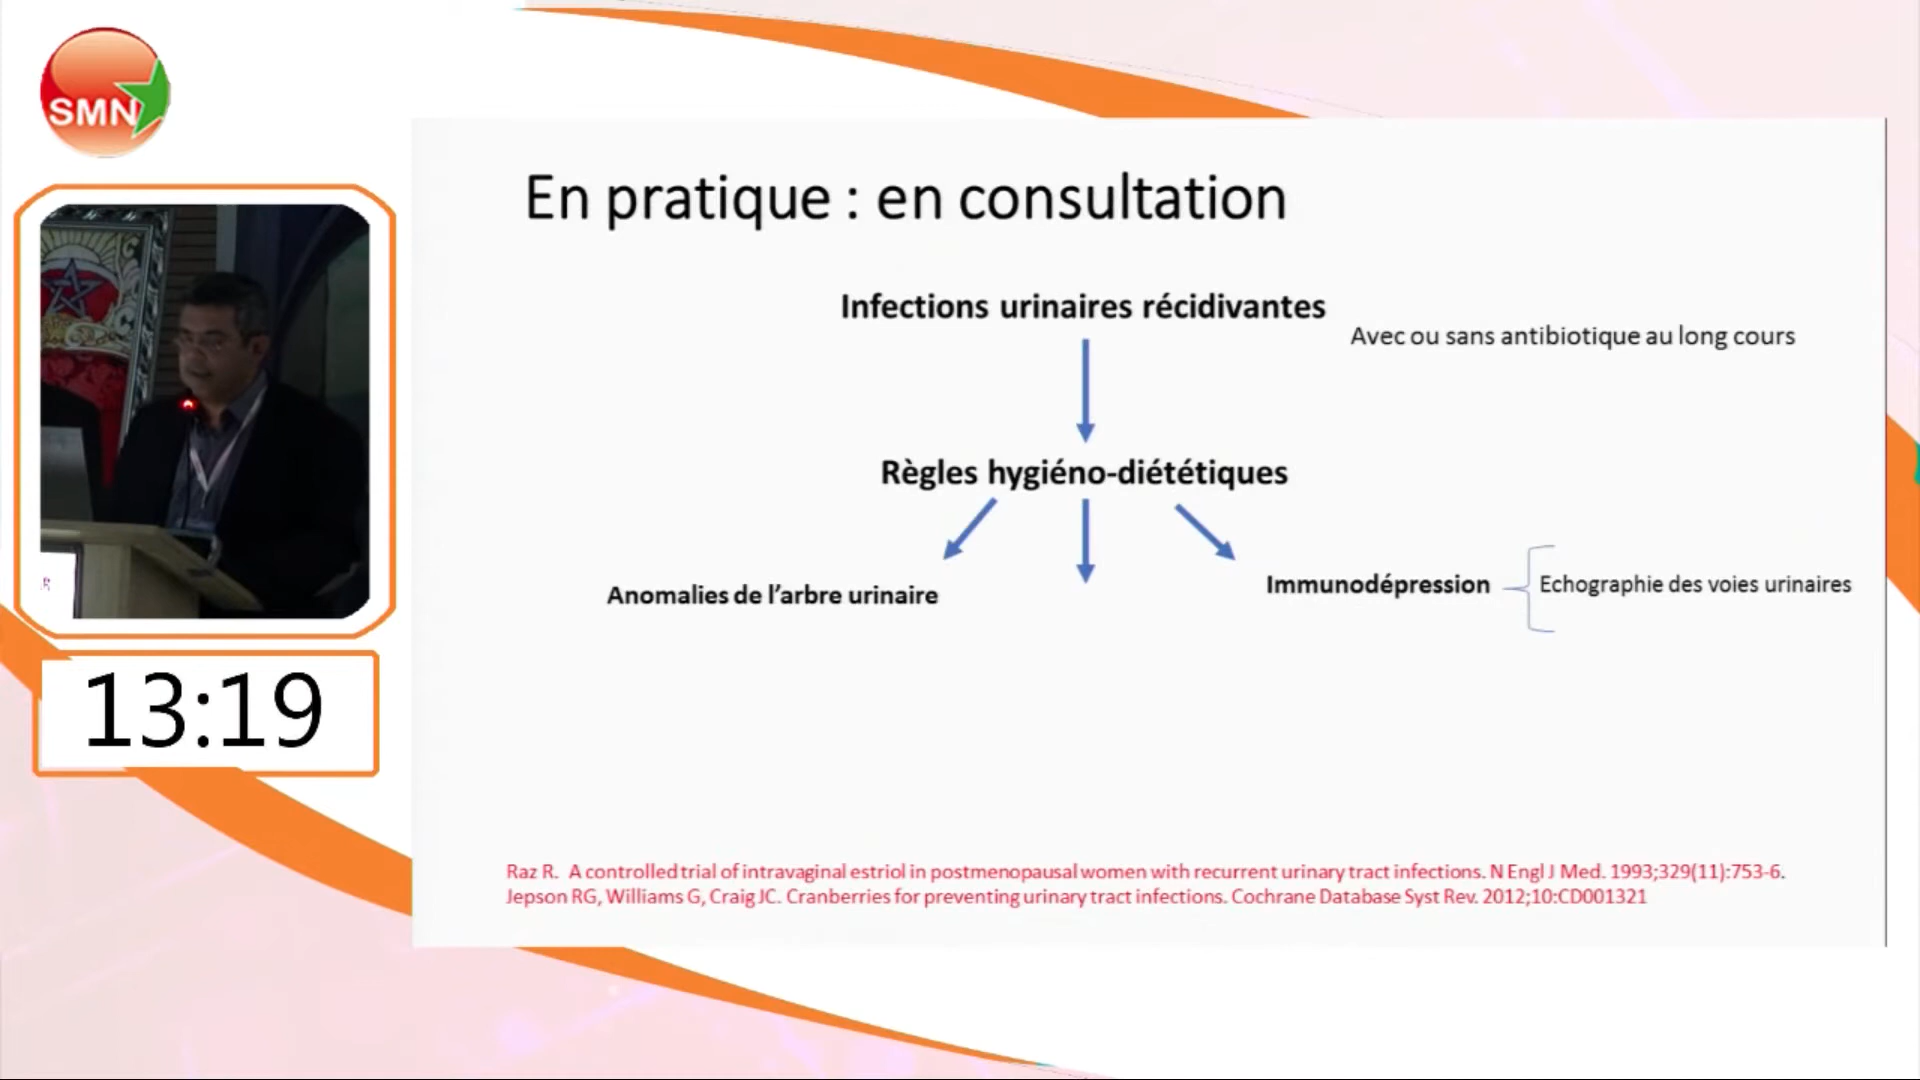 SMN
En pratique : en consultation
Infections urinaires récidivantes
Avec ou sans antibiotique au long cours
Règles hygiéno-diététiques
Anomalies de l’arbre urinaire
Immunodépression
Echographie des voies urinaires
13:19
Raz R. A controlled trial of intravaginal estriol in postmenopausal women with recurrent urinary tract infections. N Engl J Med. 1993;329(11):753-6.
Jepson RG, Williams G, Craig JC. Cranberries for preventing urinary tract infections. Cochrane Database Syst Rev. 2012;10:CD001321